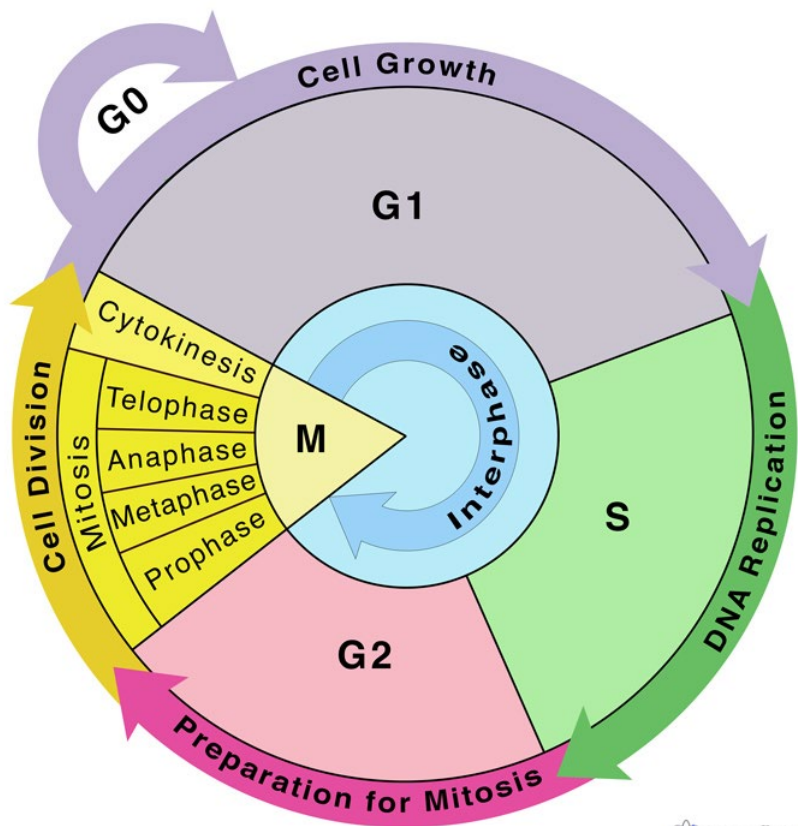 G0
Cell Growth
G1
Cytokinesis
Telophase
Anaphase
Metaphase
Prophase
Mitosis
Cell Division
M
Interphase
S
DNA Replication
G2
Preparation for Mitosis